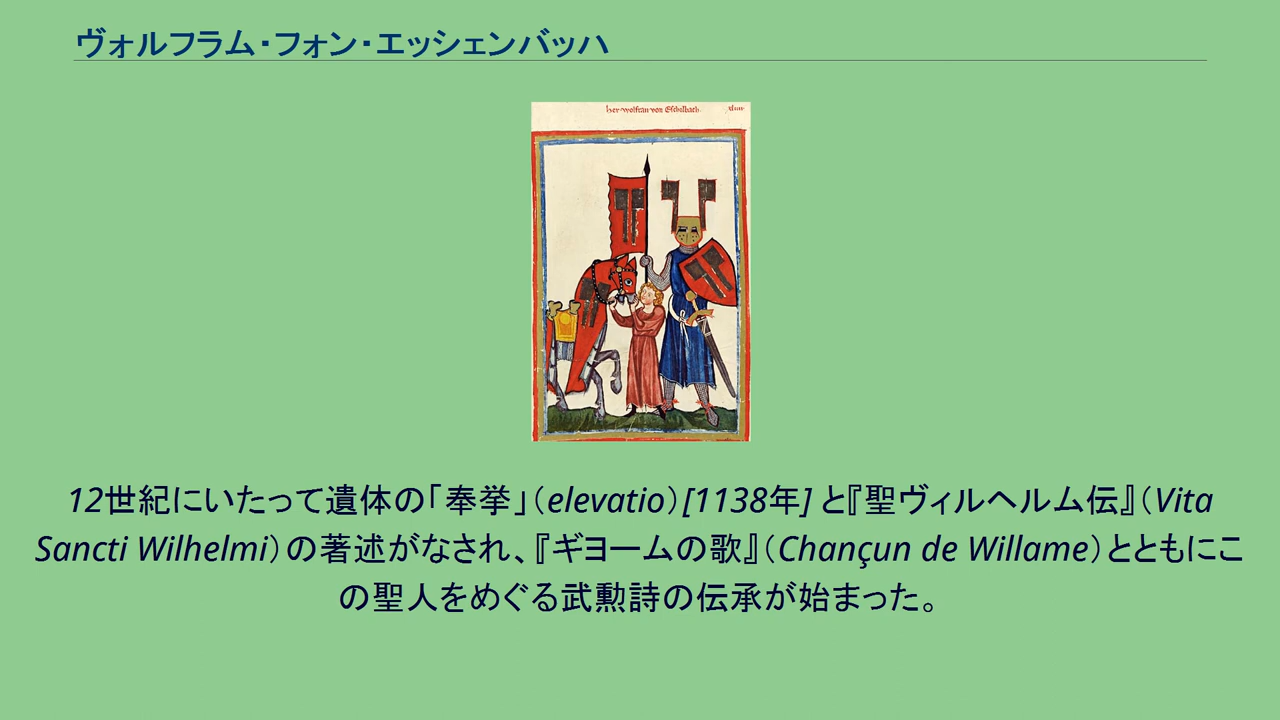 ヴォルフラム・フォン・エッシェンバッハ
her wolfran von Eschilbach.
12世紀にいたって遺体の「奉挙」（elevatio）[1138年] と『聖ヴィルヘルム伝』（Vita
Sancti Wilhelmi）の著述がなされ、『ギヨームの歌』（Chançun de Willame）とともにこ
の聖人をめぐる武勲詩の伝承が始まった。